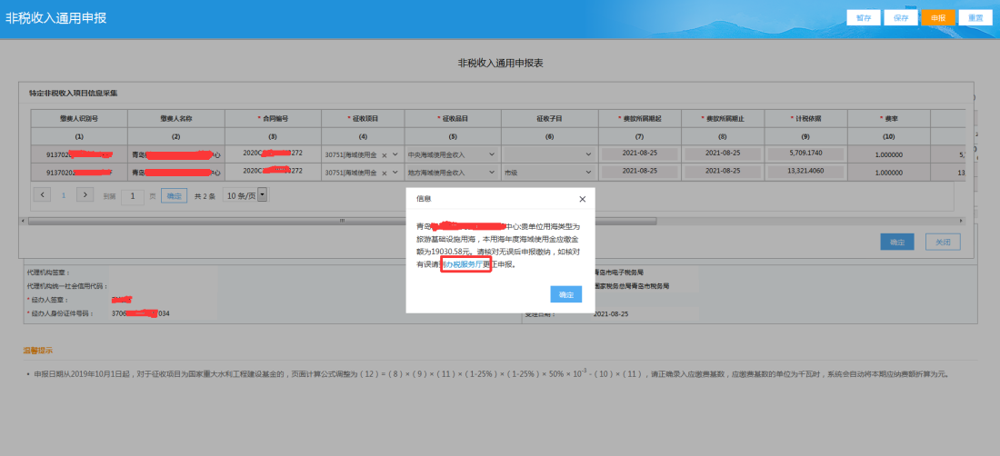 非税收入通用申报
暂存 保存 申报 重置
非税收入通用申报表
特定非税收入项目信息采集
缴费人识别号 缴费人名称 * 合同编号 * 征收项目 * 征收品目 征收子目 * 费款所属期起 * 费款所属期止 * 计税依据 * 费率
(1) (2) (3) (4) (5) (6) (7) (8) (9) (10)
9137020 青岛 中心 2020C 272 30751|海域使用金 × 中央海域使用金收入 2021-08-25 2021-08-25 5,709.1740 1.000000 5,
91370202 青岛 中心 2020C 272 30751|海域使用金 × 地方海域使用金收入 市级 2021-08-25 2021-08-25 13,321.4060 1.000000 13
< 1 > 到第 1 页 确定 共 2 条 10 条/页
信息 ×
青岛 中心:贵单位用海类型为
旅游基础设施用海，本用海年度海域使用金应缴金
额为19030.58元。请核对无误后申报缴纳，如核对
有误请到办税服务厅更正申报。
确定
确定 关闭
代理机构签章： 青岛市电子税务局
代理机构统一社会信用代码： 国家税务总局青岛市税务局
* 经办人签章：
* 经办人身份证件号码： 3706 034 受理日期： 2021-08-25
温馨提示
• 申报日期从2019年10月1日起，对于征收项目为国家重大水利工程建设基金的，页面计算公式调整为（12）=（8）×（9）×（11）×（1-25%）×（1-25%）× 50% × 10-3 -（10）×（11），请正确录入应缴费基数，应缴费基数的单位为千瓦时，系统会自动将本期应纳费额折算为元。